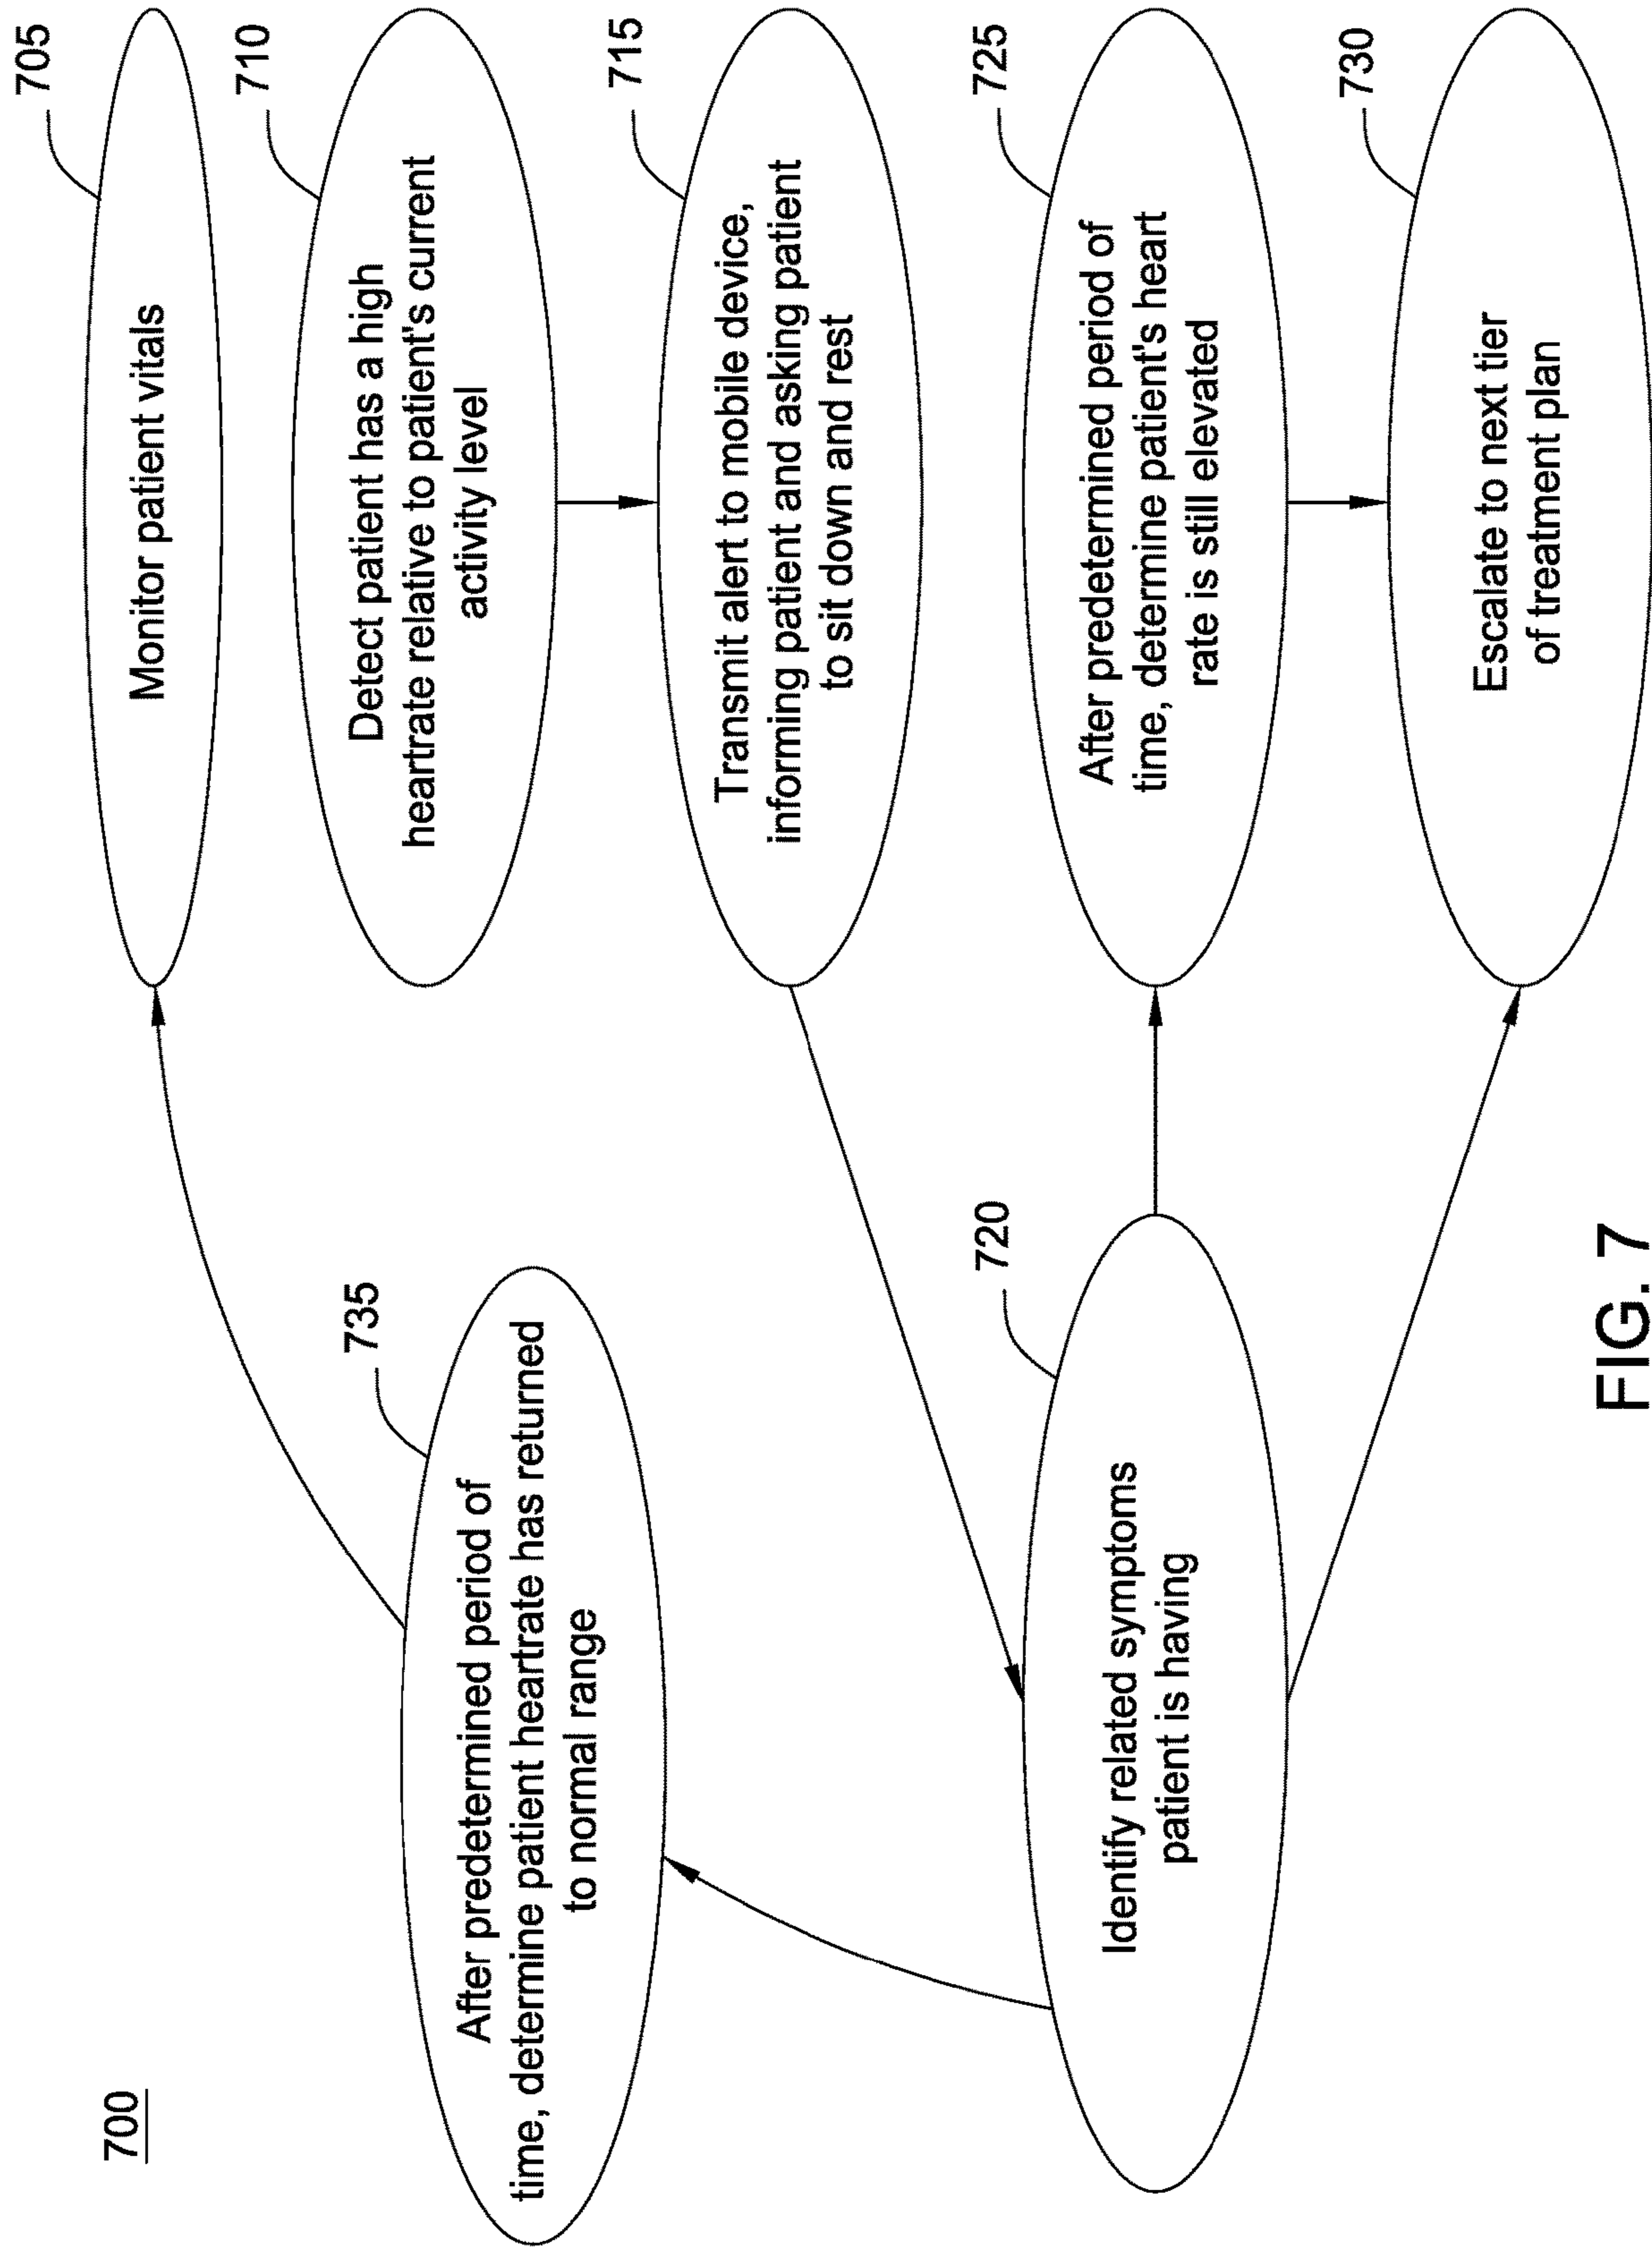 700
705
Monitor patient vitals
710
Detect patient has a high
heartrate relative to patient's current
activity level
715
Transmit alert to mobile device,
informing patient and asking patient
to sit down and rest
735
After predetermined period of
time, determine patient heartrate has returned
to normal range
720
Identify related symptoms
patient is having
725
After predetermined period of
time, determine patient's heart
rate is still elevated
730
Escalate to next tier
of treatment plan
FIG. 7